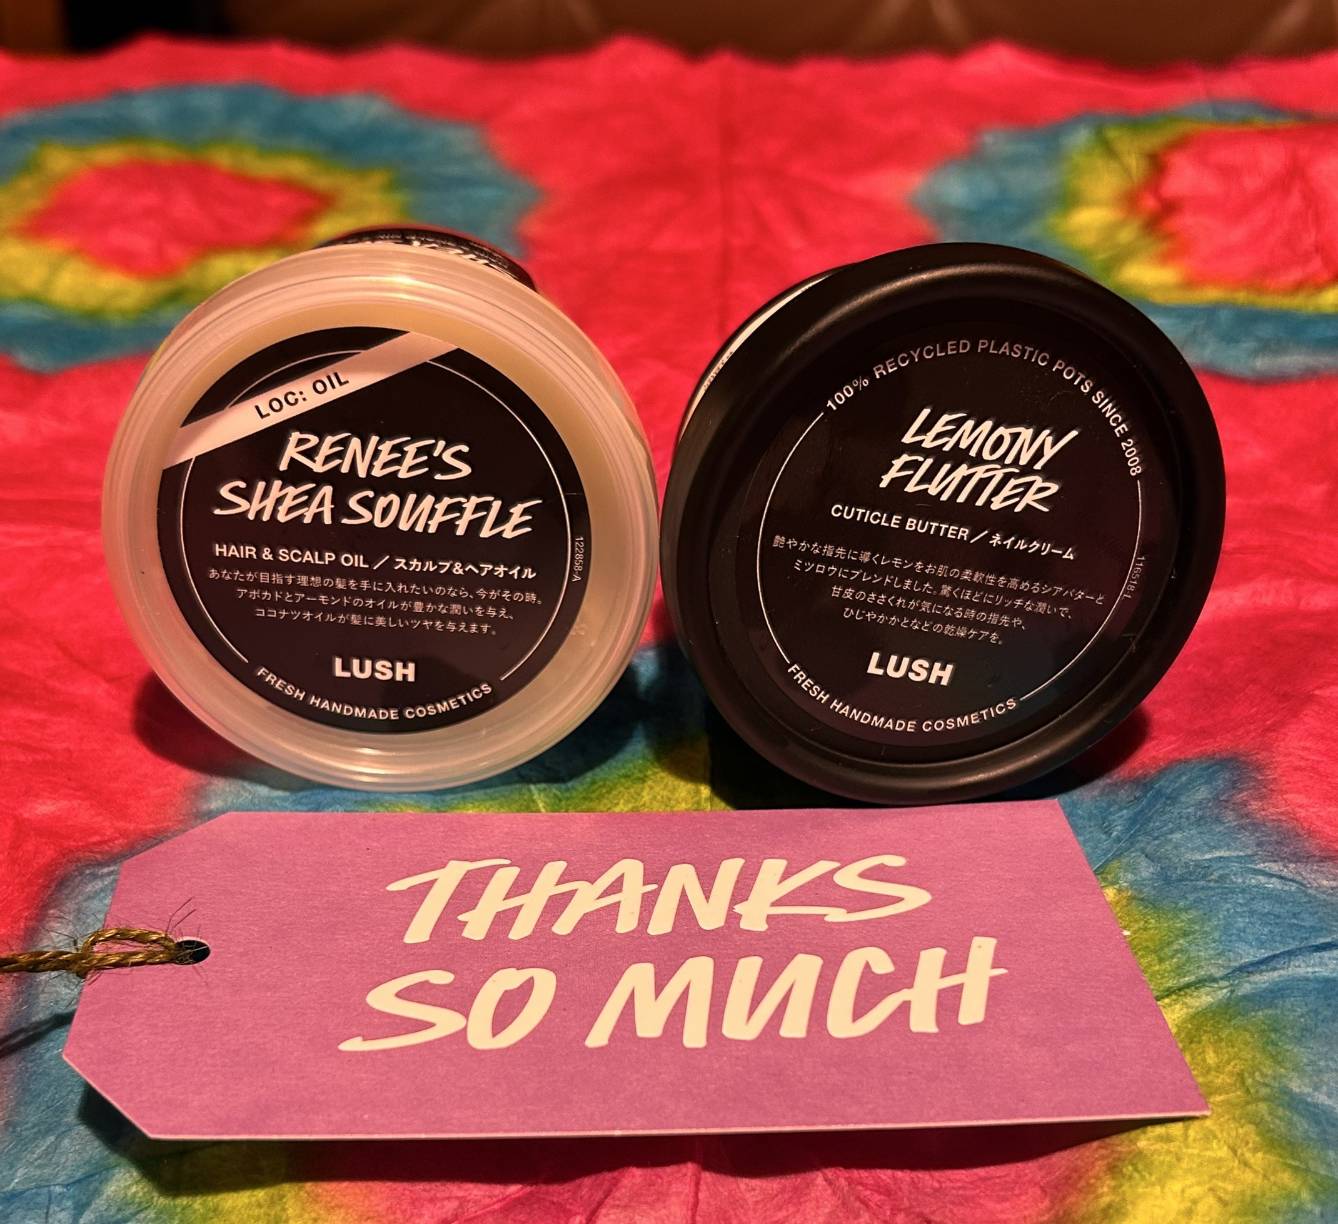 LOC: OIL
RENEE'S
SHEA SOUFFLE
HAIR & SCALP OIL / スカルプ&ヘアオイル
あなたが目指す理想の髪を手に入れたいのなら、今がその時。
アボカドとアーモンドのオイルが豊かな潤いを与え、
ココナツオイルが髪に美しいツヤを与えます。
LUSH
FRESH HANDMADE COSMETICS
122858-A
100% RECYCLED PLASTIC POTS SINCE 2008
LEMONY
FLUTTER
CUTICLE BUTTER / ネイルクリーム
艶やかな指先に導くレモンをお肌の柔軟性を高めるシアバターと
ミツロウにブレンドしました。驚くほどにリッチな潤いで、
甘皮のささくれが気になる時の指先や、
ひじやかかとなどの乾燥ケアを。
LUSH
FRESH HANDMADE COSMETICS
THANKS
SO MUCH